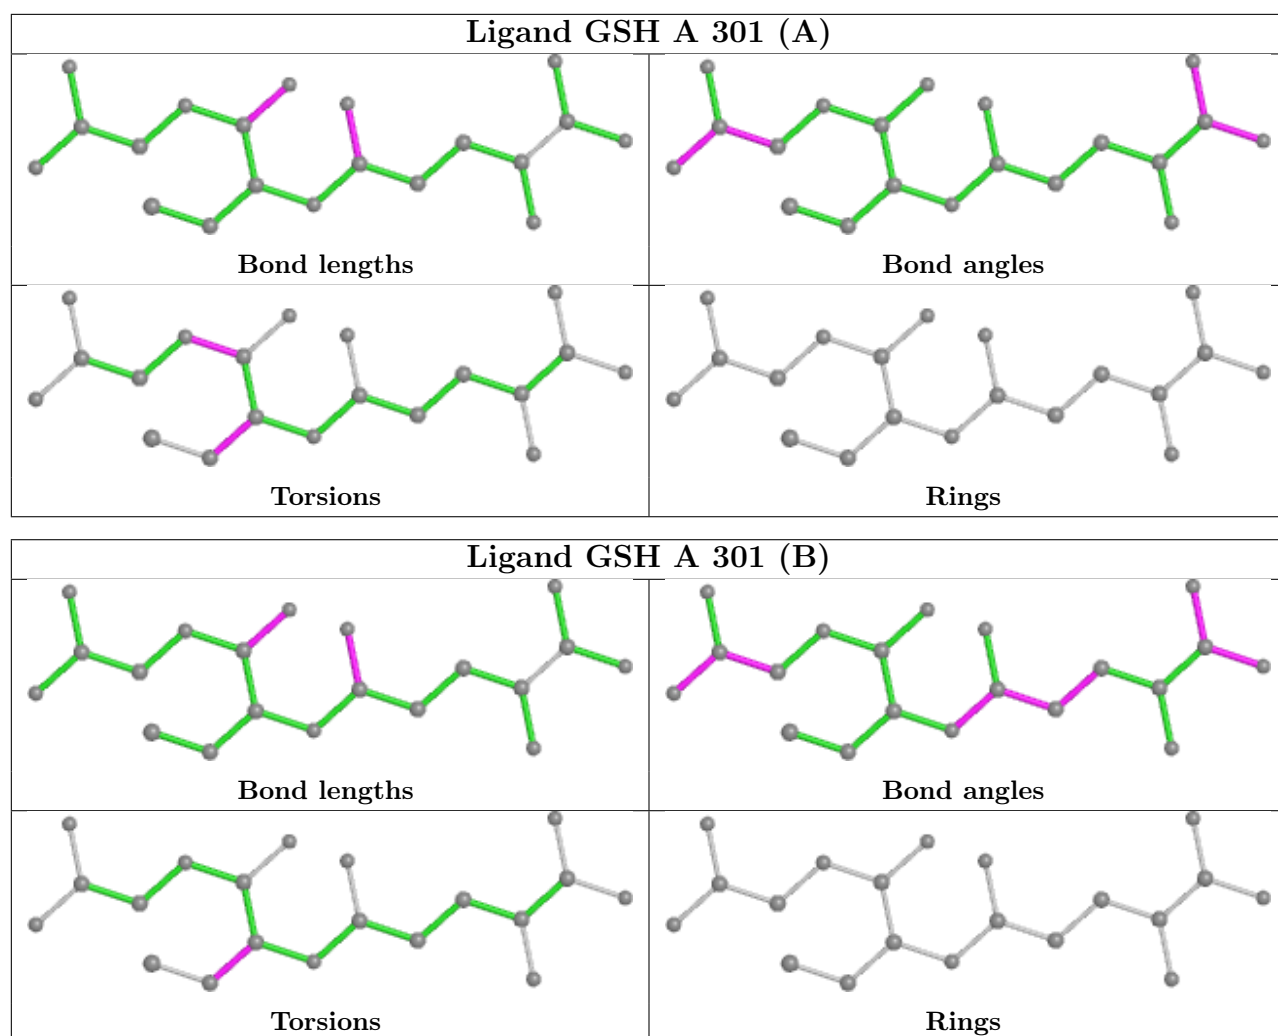 Ligand GSH A 301 (A)
Bond lengths
Bond angles
Torsions
Rings
Ligand GSH A 301 (B)
Bond lengths
Bond angles
Torsions
Rings